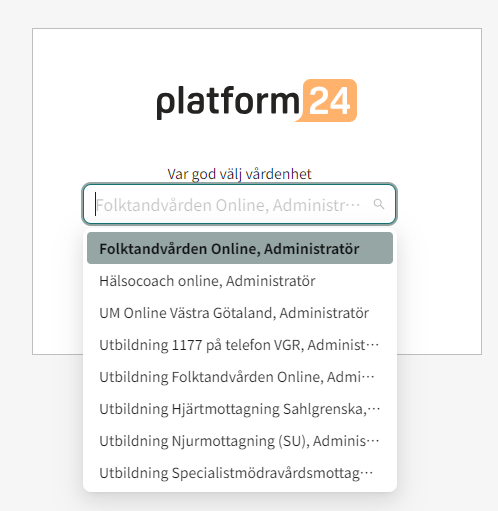 platform24
Var god välj vårdenhet
Folktandvården Online, Administr···
Folktandvården Online, Administratör
Hälsocoach online, Administratör
UM Online Västra Götaland, Administratör
Utbildning 1177 på telefon VGR, Administ···
Utbildning Folktandvården Online, Admi···
Utbildning Hjärtmottagning Sahlgrenska,···
Utbildning Njurmottagning (SU), Adminis···
Utbildning Specialistmödravårdsmottag···